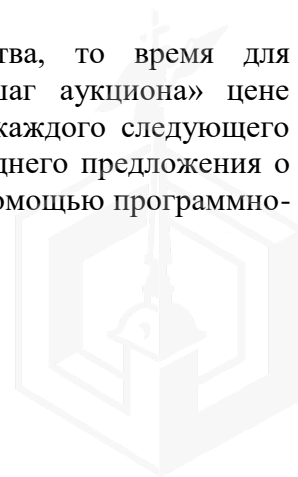 тва, то время для
шаг аукциона» цене
каждого следующего
днего предложения о
омощью программно-